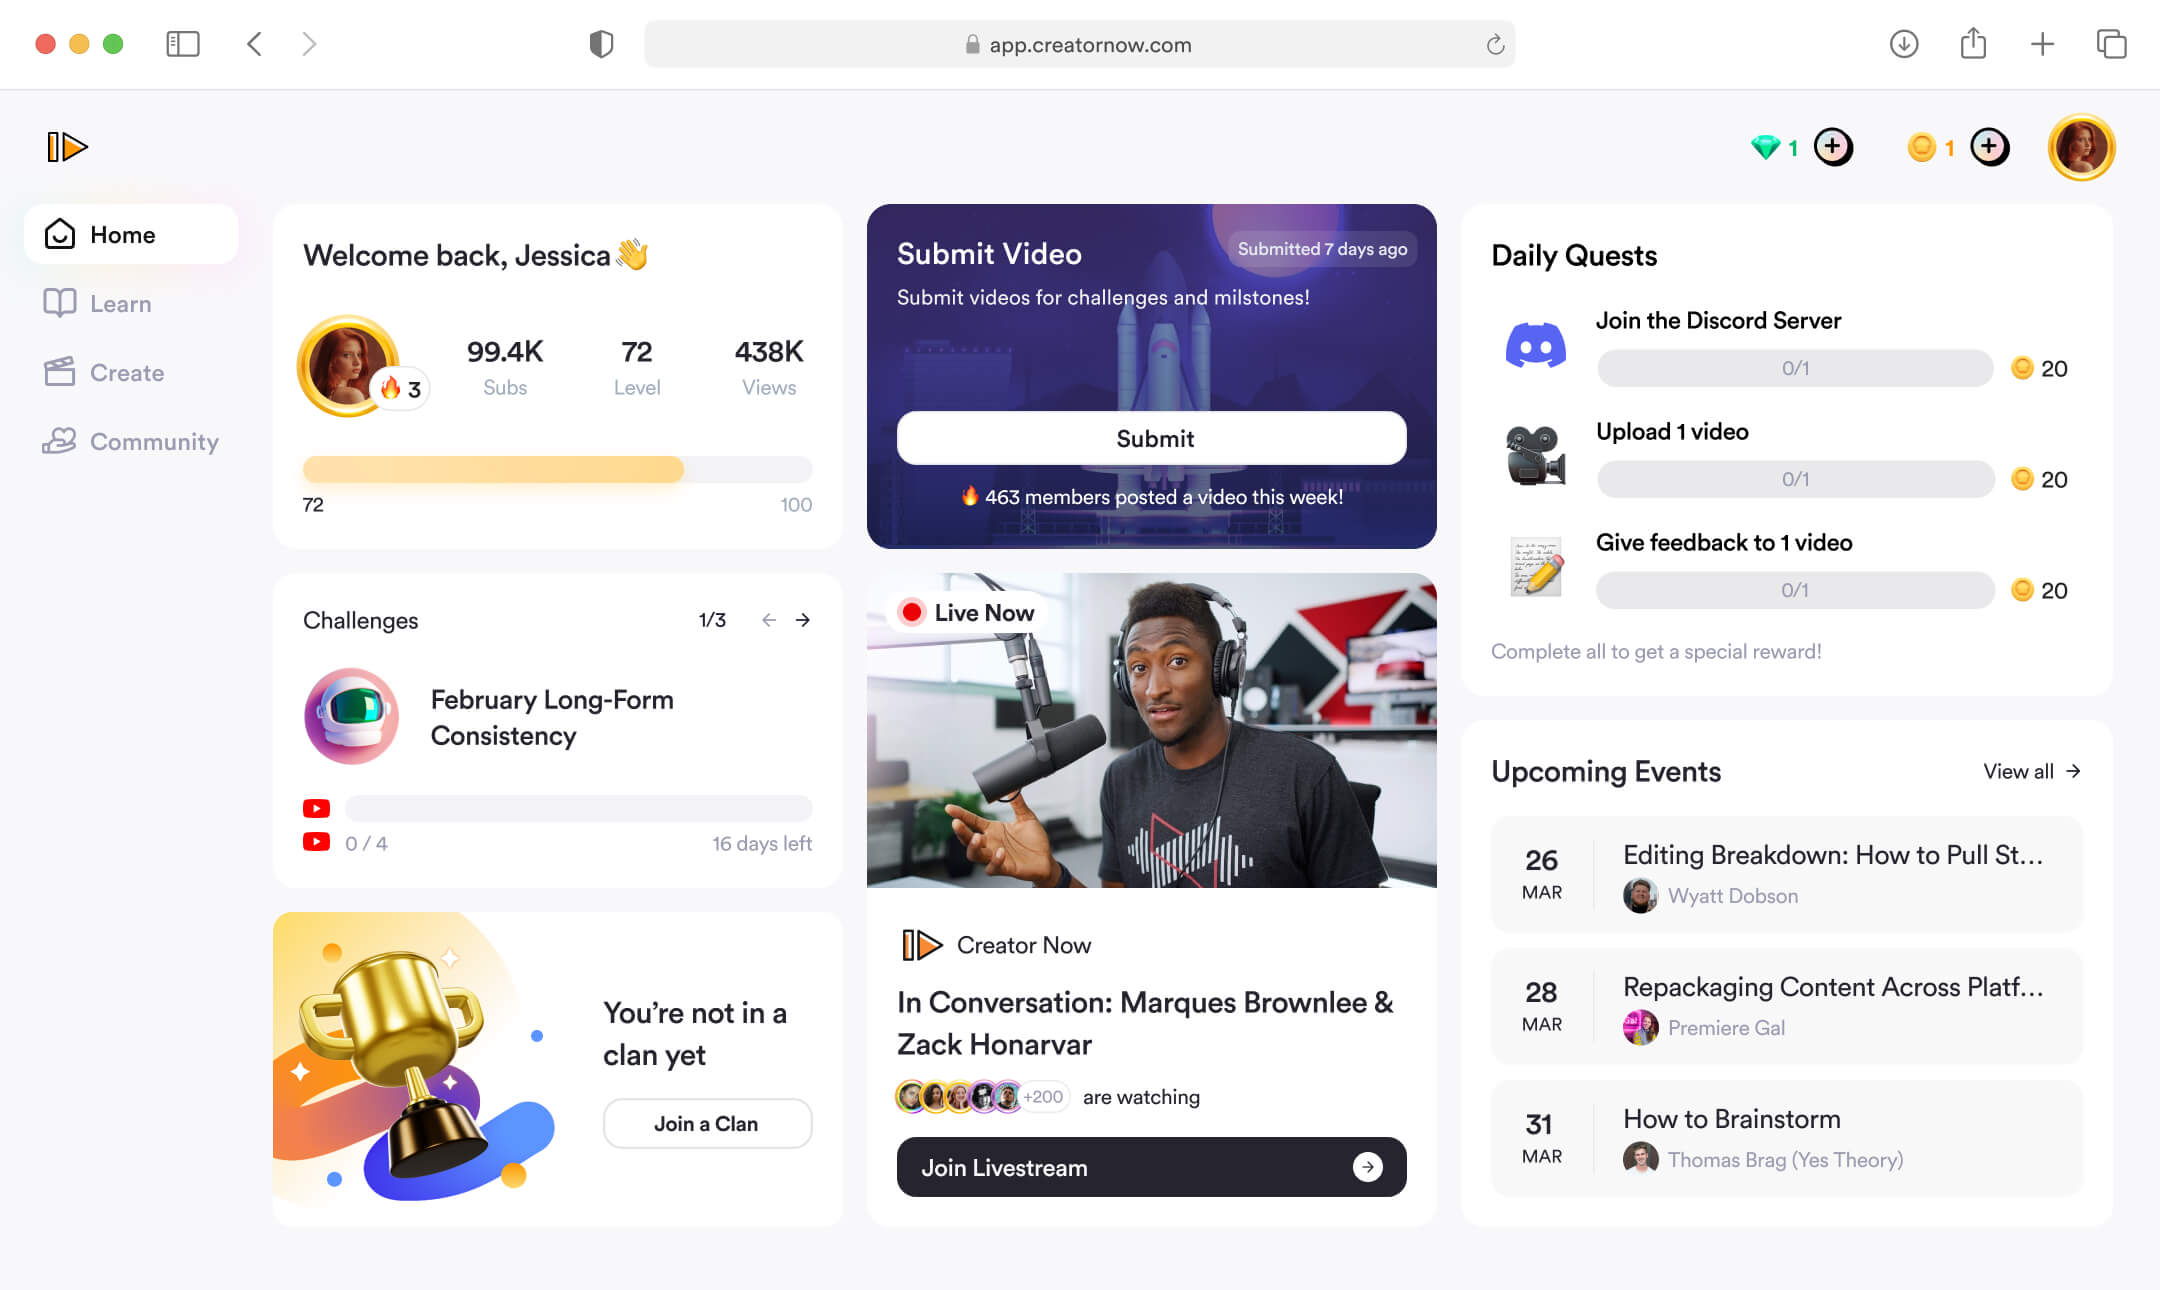 app.creatornow.com
1
1
Home
Learn
Create
Community
Welcome back, Jessica
3
99.4K
Subs
72
Level
438K
Views
72
100
Submit Video
Submitted 7 days ago
Submit videos for challenges and milstones!
Submit
463 members posted a video this week!
Daily Quests
Join the Discord Server
0/1
20
Upload 1 video
0/1
20
Give feedback to 1 video
0/1
20
Complete all to get a special reward!
Challenges
1/3
February Long-Form
Consistency
0 / 4
16 days left
You're not in a
clan yet
Join a Clan
Live Now
Creator Now
In Conversation: Marques Brownlee &
Zack Honarvar
+200
are watching
Join Livestream
Upcoming Events
View all
26
MAR
Editing Breakdown: How to Pull St...
Wyatt Dobson
28
MAR
Repackaging Content Across Platf...
Premiere Gal
31
MAR
How to Brainstorm
Thomas Brag (Yes Theory)